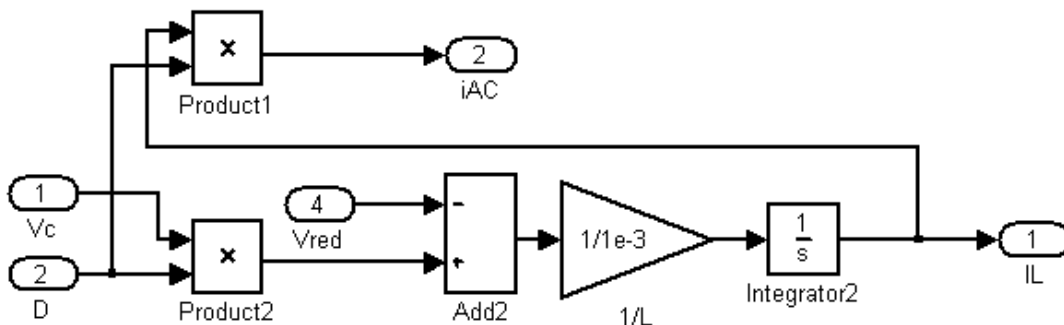 ×
2
Product1
iAC
1
Vc
4
Vred
−
+
1/1e-3
1
s
1
IL
2
D
×
Product2
Add2
1/L
Integrator2